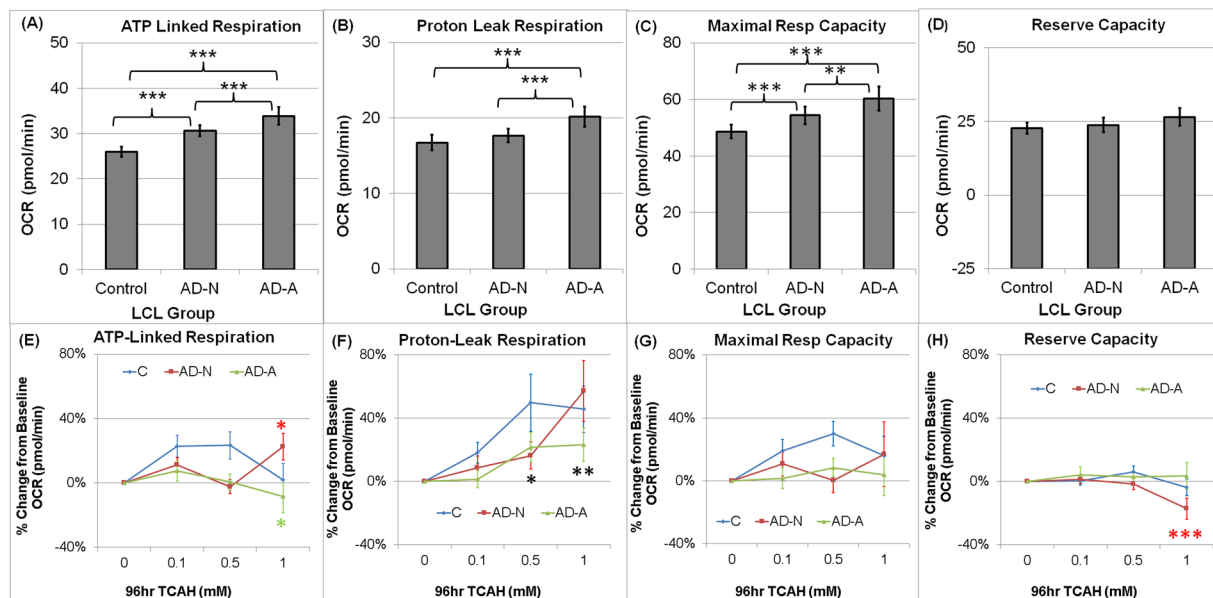 (A) ATP Linked Respiration
OCR (pmol/min)
50
40
30
20
10
0
***
***
***
Control AD-N AD-A
LCL Group
(B) Proton Leak Respiration
OCR (pmol/min)
30
20
10
0
***
***
Control AD-N AD-A
LCL Group
(C) Maximal Resp Capacity
OCR (pmol/min)
80
60
40
20
0
***
***
**
Control AD-N AD-A
LCL Group
(D) Reserve Capacity
OCR (pmol/min)
50
25
0
-25
Control AD-N AD-A
LCL Group
(E) ATP-Linked Respiration
% Change from Baseline
OCR (pmol/min)
80%
40%
0%
-40%
C AD-N AD-A
*
*
0 0.1 0.5 1
96hr TCAH (mM)
(F) Proton-Leak Respiration
% Change from Baseline
OCR (pmol/min)
80%
40%
0%
-40%
*
**
C AD-N AD-A
0 0.1 0.5 1
96hr TCAH (mM)
(G) Maximal Resp Capacity
% Change from Baseline
OCR (pmol/min)
80%
40%
0%
-40%
C AD-N AD-A
0 0.1 0.5 1
96hr TCAH (mM)
(H) Reserve Capacity
% Change from Baseline
OCR (pmol/min)
80%
40%
0%
-40%
C AD-N AD-A
***
0 0.1 0.5 1
96hr TCAH (mM)